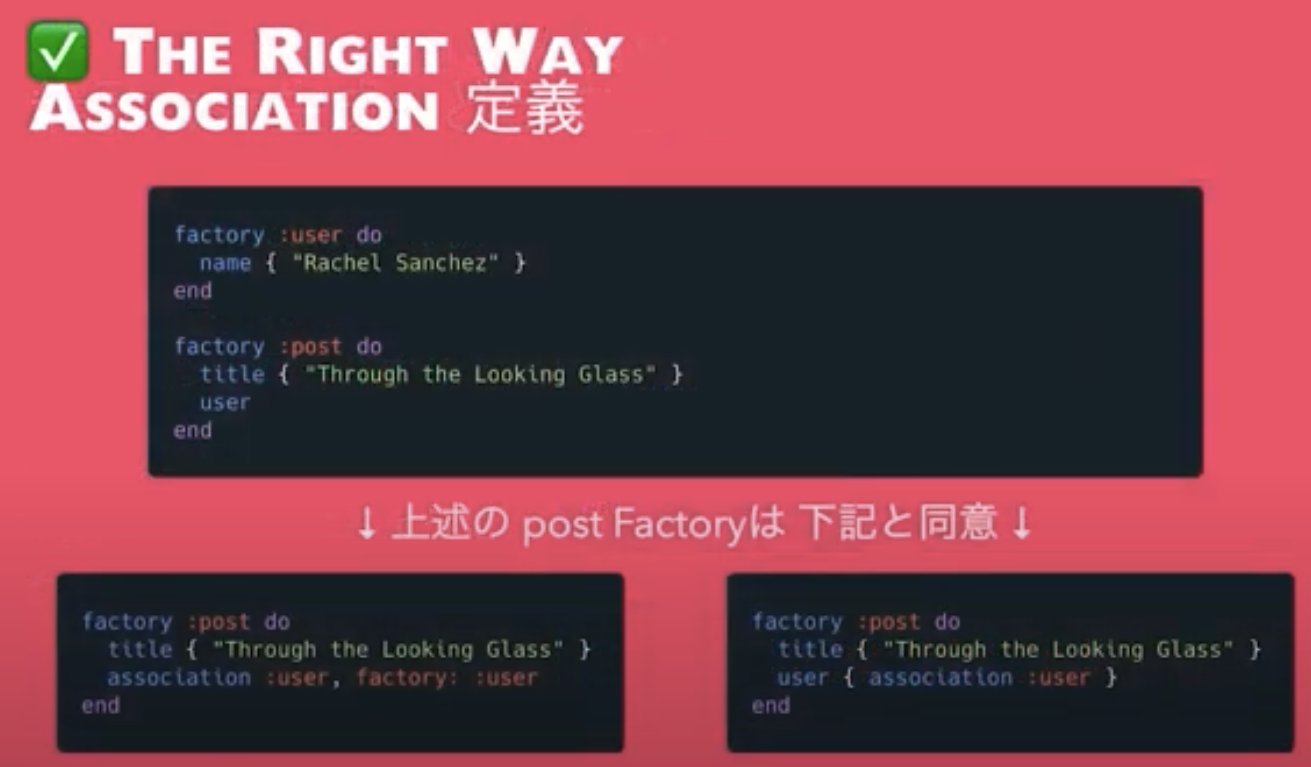 ✅ THE RIGHT WAY
ASSOCIATION 定義
factory :user do
  name { "Rachel Sanchez" }
end
factory :post do
  title { "Through the Looking Glass" }
  user
end
↓上述の post Factoryは 下記と同意↓
factory :post do
  title { "Through the Looking Glass" }
  association :user, factory: :user
end
factory :post do
  title { "Through the Looking Glass" }
  user { association :user }
end